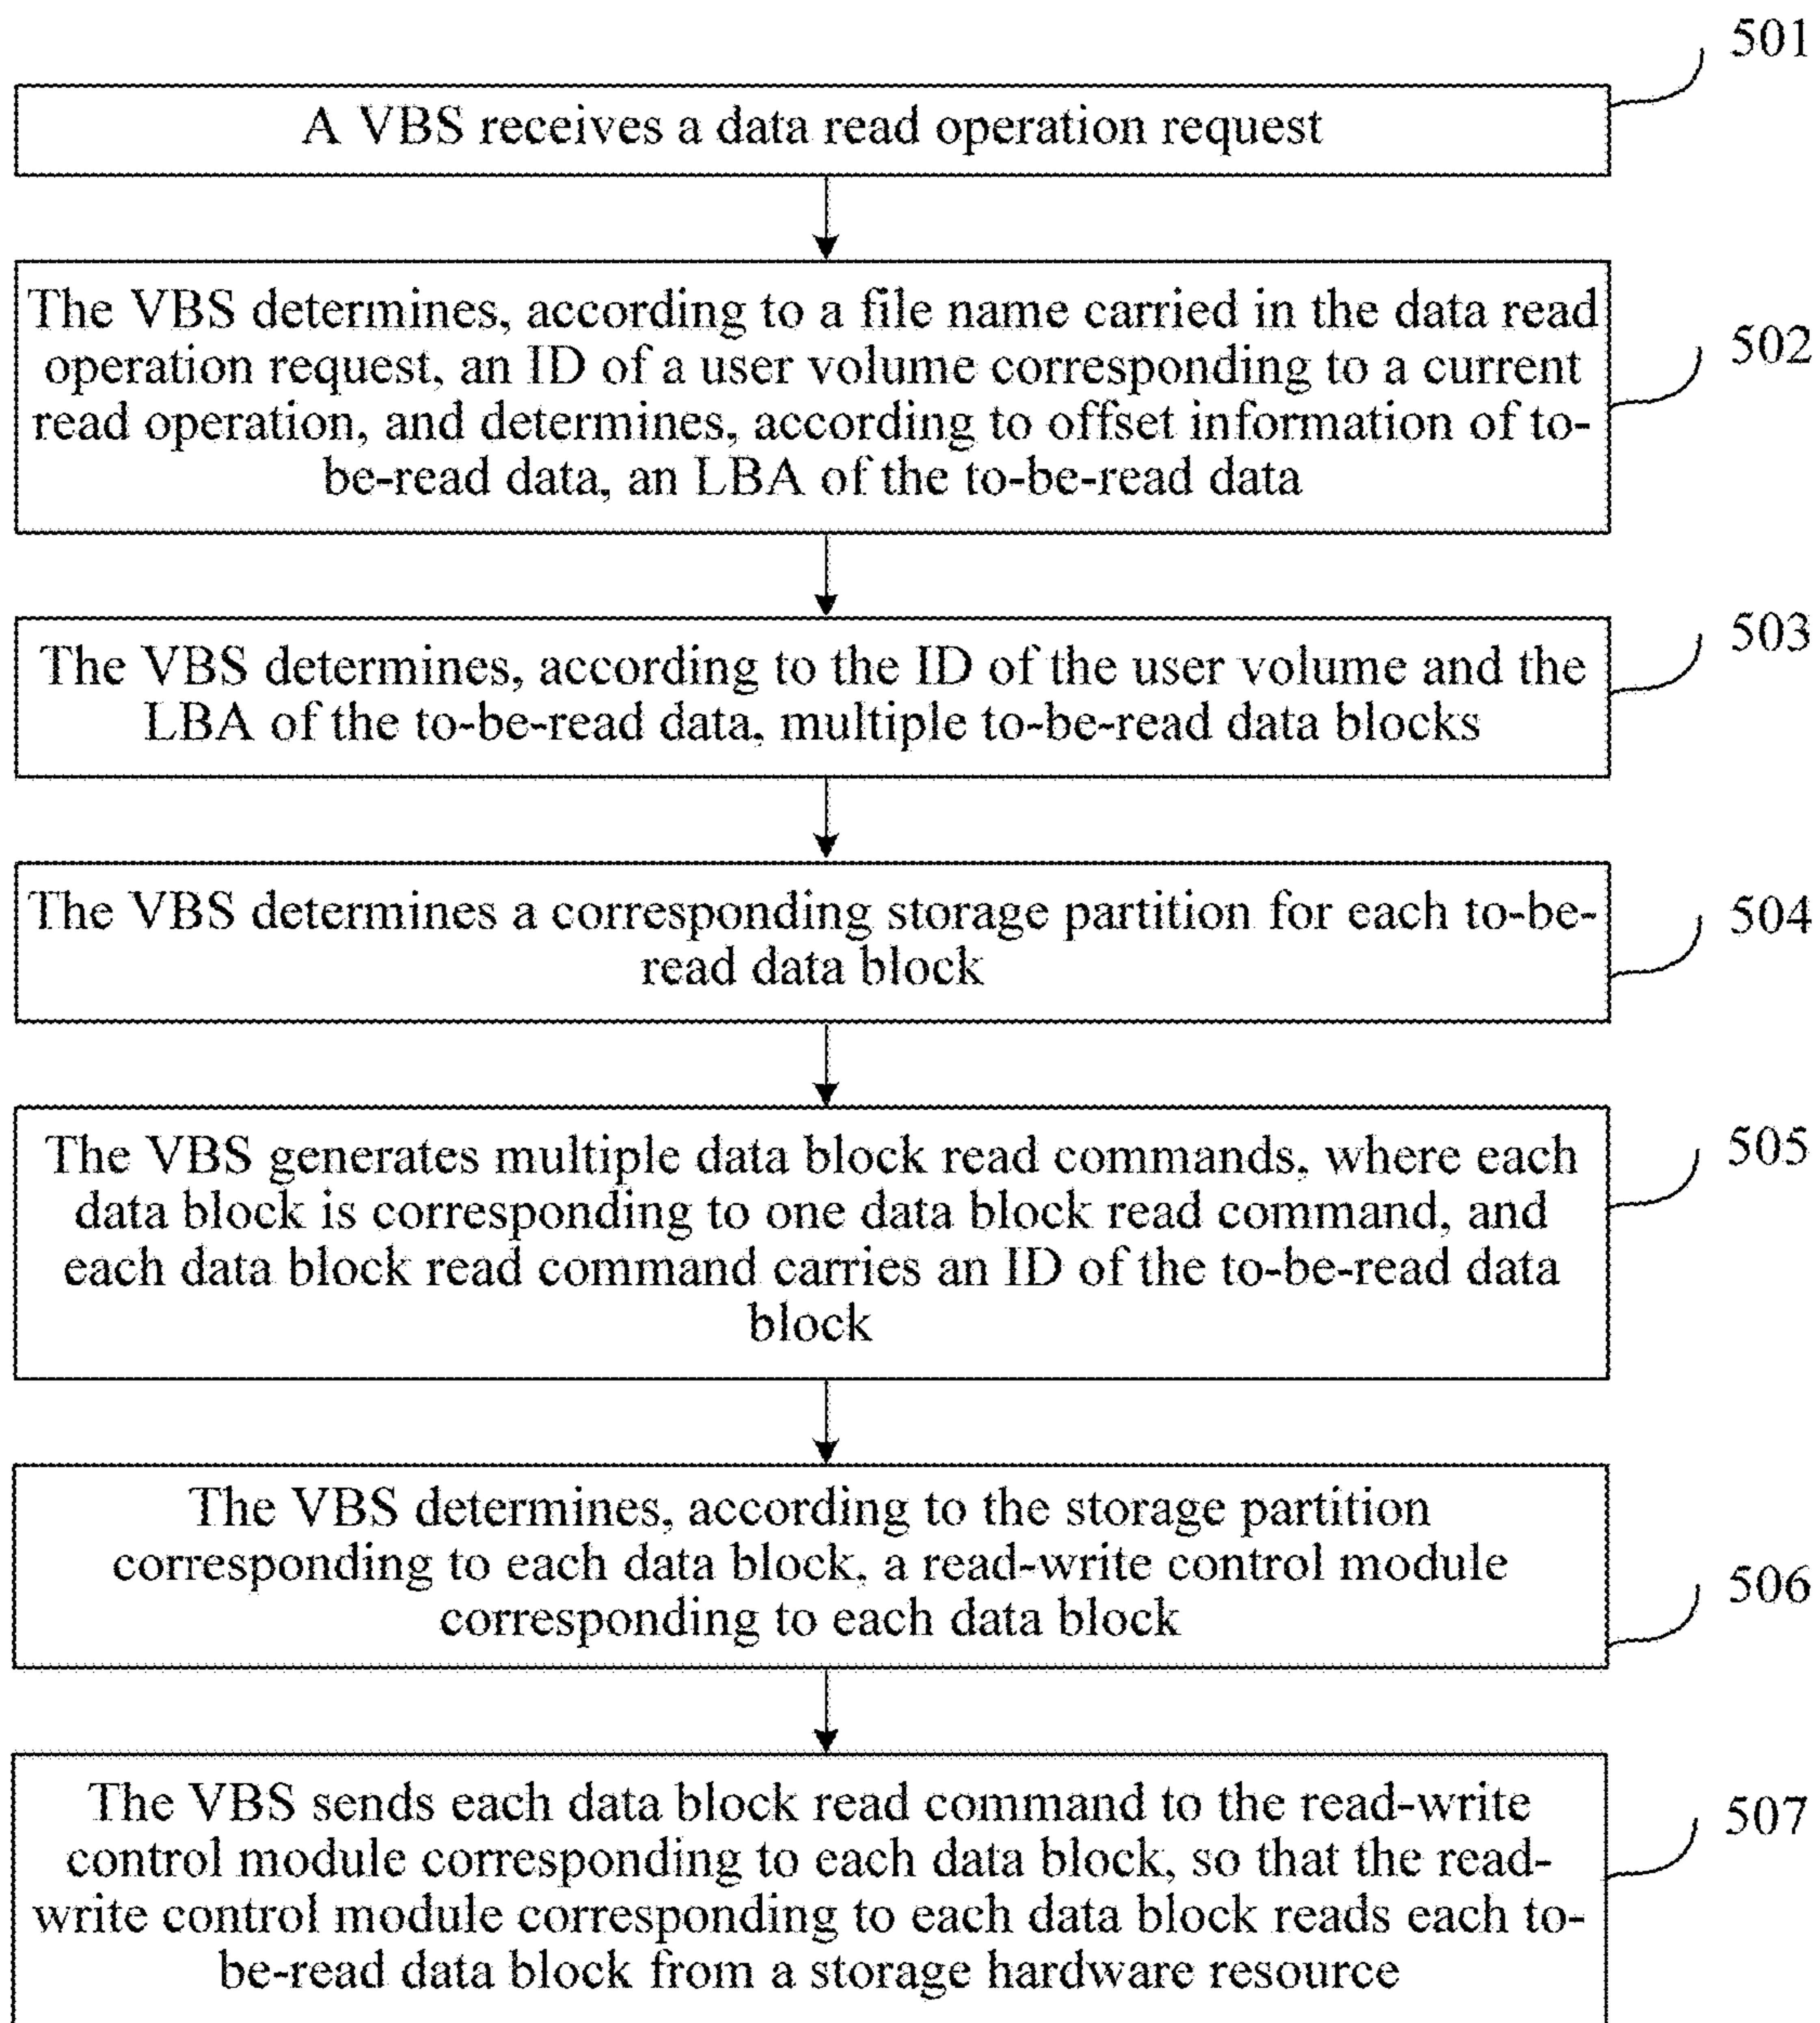 501
A VBS receives a data read operation request
The VBS determines, according to a file name carried in the data read
operation request, an ID of a user volume corresponding to a current
read operation, and determines, according to offset information of to-
be-read data, an LBA of the to-be-read data
502
503
The VBS determines, according to the ID of the user volume and the
LBA of the to-be-read data, multiple to-be-read data blocks
The VBS determines a corresponding storage partition for each to-be-
read data block
504
The VBS generates multiple data block read commands, where each
data block is corresponding to one data block read command, and
each data block read command carries an ID of the to-be-read data
block
505
The VBS determines, according to the storage partition
corresponding to each data block, a read-write control module
corresponding to each data block
506
The VBS sends each data block read command to the read-write
control module corresponding to each data block, so that the read-
write control module corresponding to each data block reads each to-
be-read data block from a storage hardware resource
507